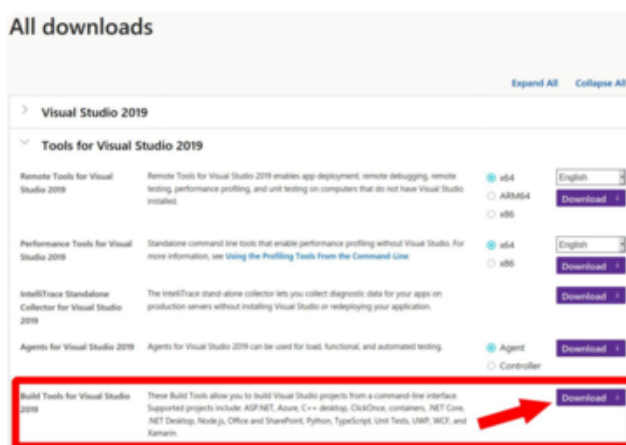 All downloads
Expand All Collapse All
Visual Studio 2019
Tools for Visual Studio 2019
Remote Tools for Visual
Studio 2019
Remote Tools for Visual Studio 2019 enables app deployment, remote debugging, remote
testing, performance profiling, and unit testing on computers that do not have Visual Studio
installed.
x64
ARM64
x86
English
Download
Performance Tools for Visual
Studio 2019
Standalone command line tools that enable performance profiling without Visual Studio. For
more information, see Using the Profiling Tools From the Command-Line.
x64
x86
English
Download
IntelliTrace Standalone
Collector for Visual Studio
2019
The IntelliTrace stand-alone collector lets you collect diagnostic data for your apps on
production servers without installing Visual Studio or redeploying your application.
Download
Agents for Visual Studio 2019
Agents for Visual Studio 2019 can be used for load, functional, and automated testing.
Agent
Controller
Download
Build Tools for Visual Studio
2019
These Build Tools allow you to build Visual Studio projects from a command-line interface.
Supported projects include: ASP.NET, Azure, C++ desktop, ClickOnce, containers, .NET Core,
.NET Desktop, Node.js, Office and SharePoint, Python, TypeScript, Unit Tests, UWP, WCF, and
Xamarin.
Download